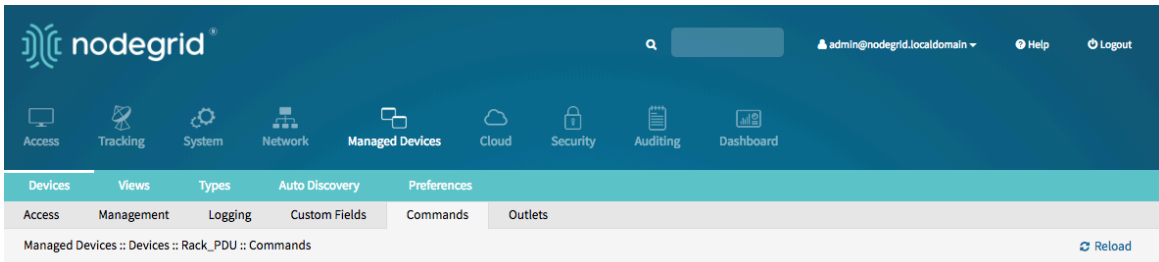 nodegrid®
admin@nodegrid.localdomain Help Logout
Access Tracking System Network Managed Devices Cloud Security Auditing Dashboard
Devices Views Types Auto Discovery Preferences
Access Management Logging Custom Fields Commands Outlets
Managed Devices :: Devices :: Rack_PDU :: Commands Reload